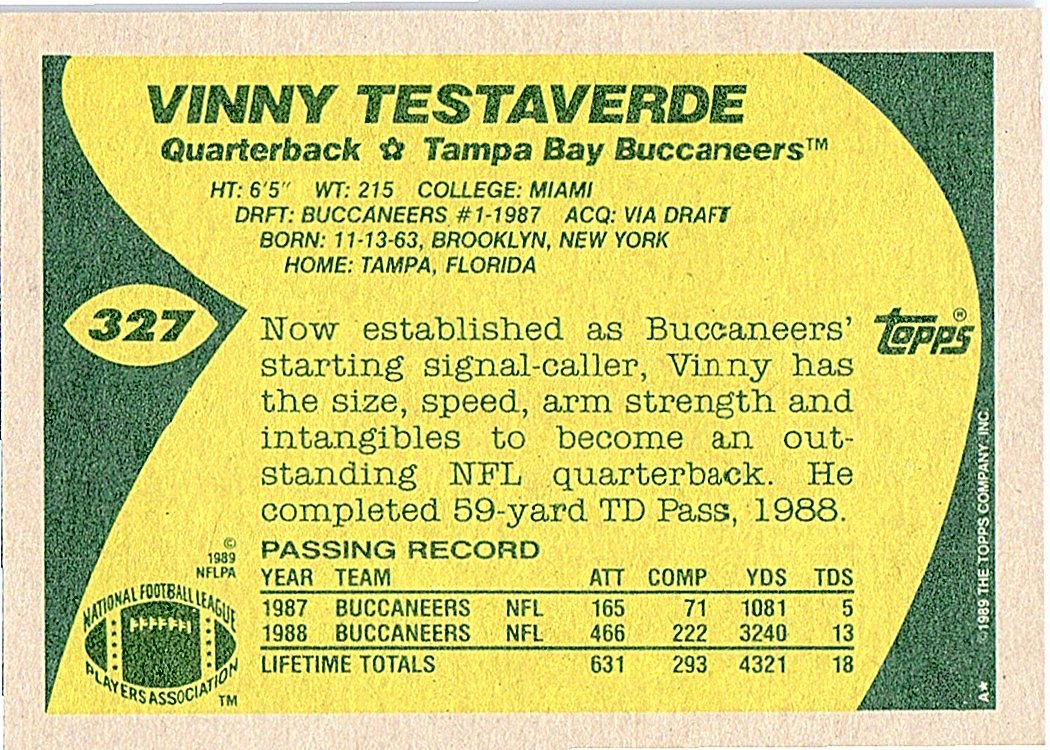 VINNY TESTAVERDE
Quarterback ✿ Tampa Bay Buccaneers™
HT: 6'5" WT: 215 COLLEGE: MIAMI
DRFT: BUCCANEERS #1-1987 ACQ: VIA DRAFT
BORN: 11-13-63, BROOKLYN, NEW YORK
HOME: TAMPA, FLORIDA
327
Now established as Buccaneers'
starting signal-caller, Vinny has
the size, speed, arm strength and
intangibles to become an out-
standing NFL quarterback. He
completed 59-yard TD Pass, 1988.
topps®
PASSING RECORD
YEAR TEAM ATT COMP YDS TDS
1987 BUCCANEERS NFL 165 71 1081 5
1988 BUCCANEERS NFL 466 222 3240 13
LIFETIME TOTALS 631 293 4321 18
©
1989
NFLPA
NATIONAL FOOTBALL LEAGUE
PLAYERS ASSOCIATION
™
©1989 THE TOPPS COMPANY, INC.
A★